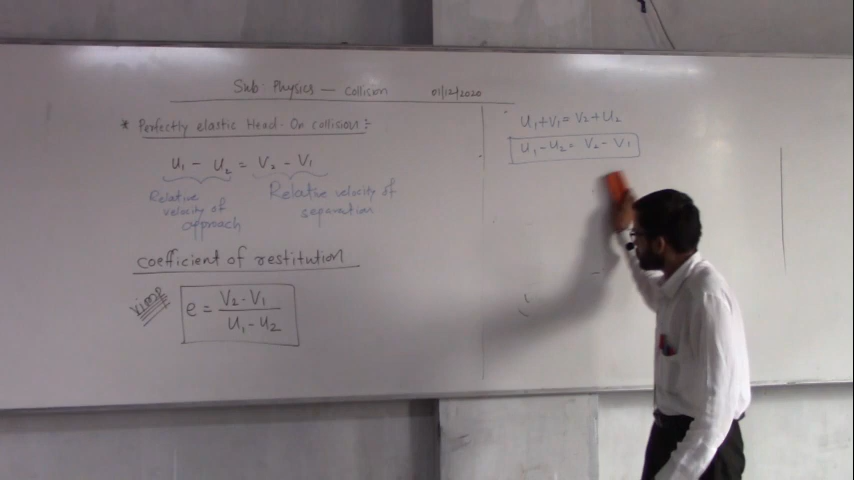 Sub Physics — Collision 01/12/2020
* Perfectly elastic Head-On collision:-
U₁ - U₂ = V₂ - V₁
Relative velocity of approach
Relative velocity of separation
coefficient of restitution
V.imp
e = V₂-V₁
U₁-U₂
U₁+V₁= V₂+U₂
U₁-U₂= V₂-V₁